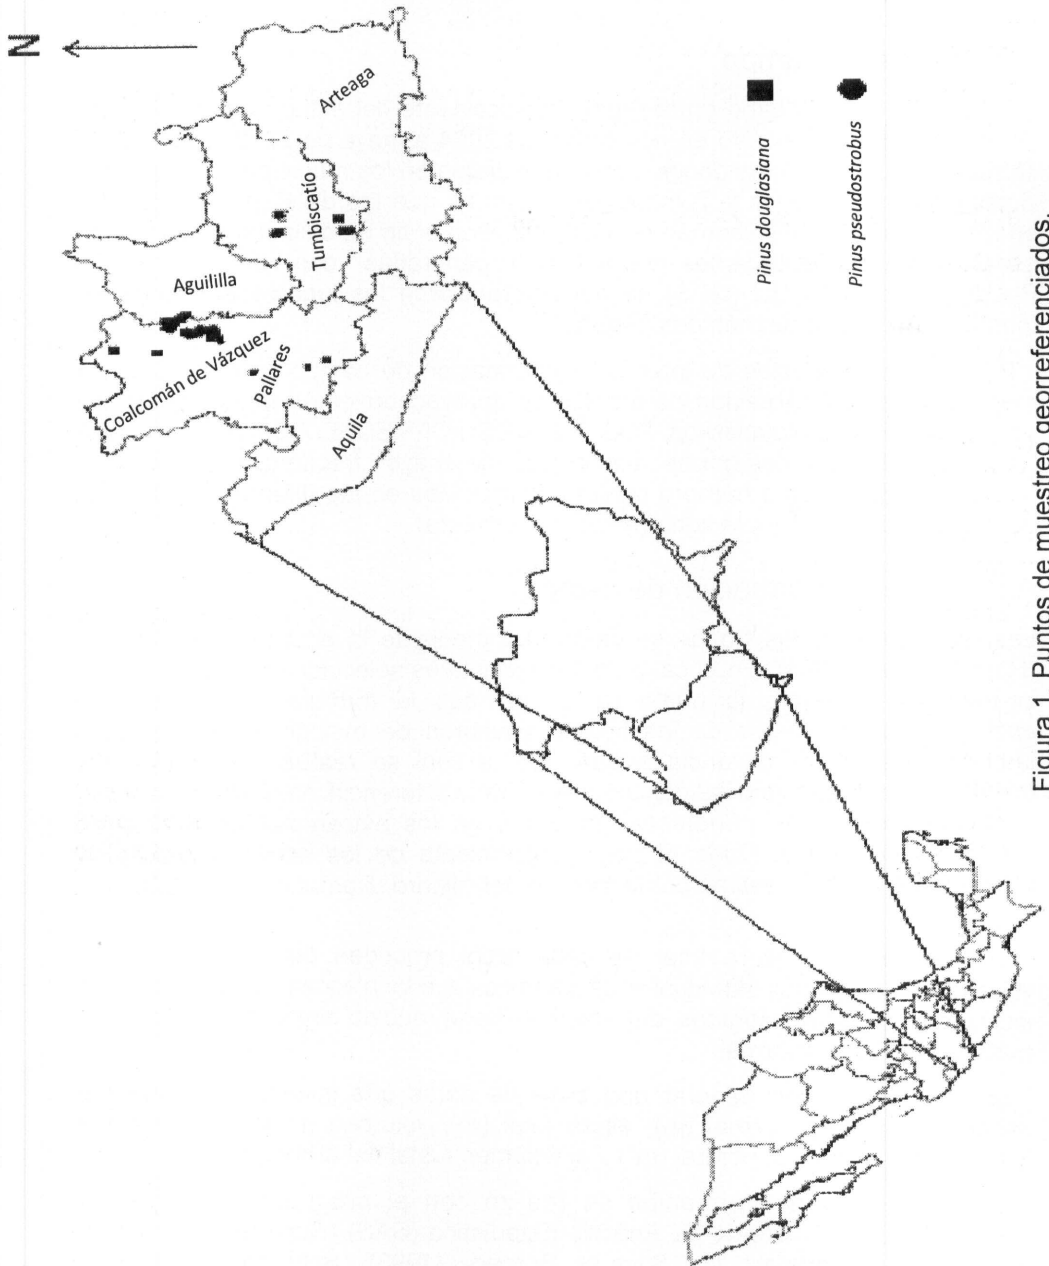 N
Arteaga
Tumbiscatío
Aguililla
Coalcomán de Vázquez
Pallares
Aquila
Pinus douglasiana
Pinus pseudostrobus
Figura 1. Puntos de muestreo georreferenciados.